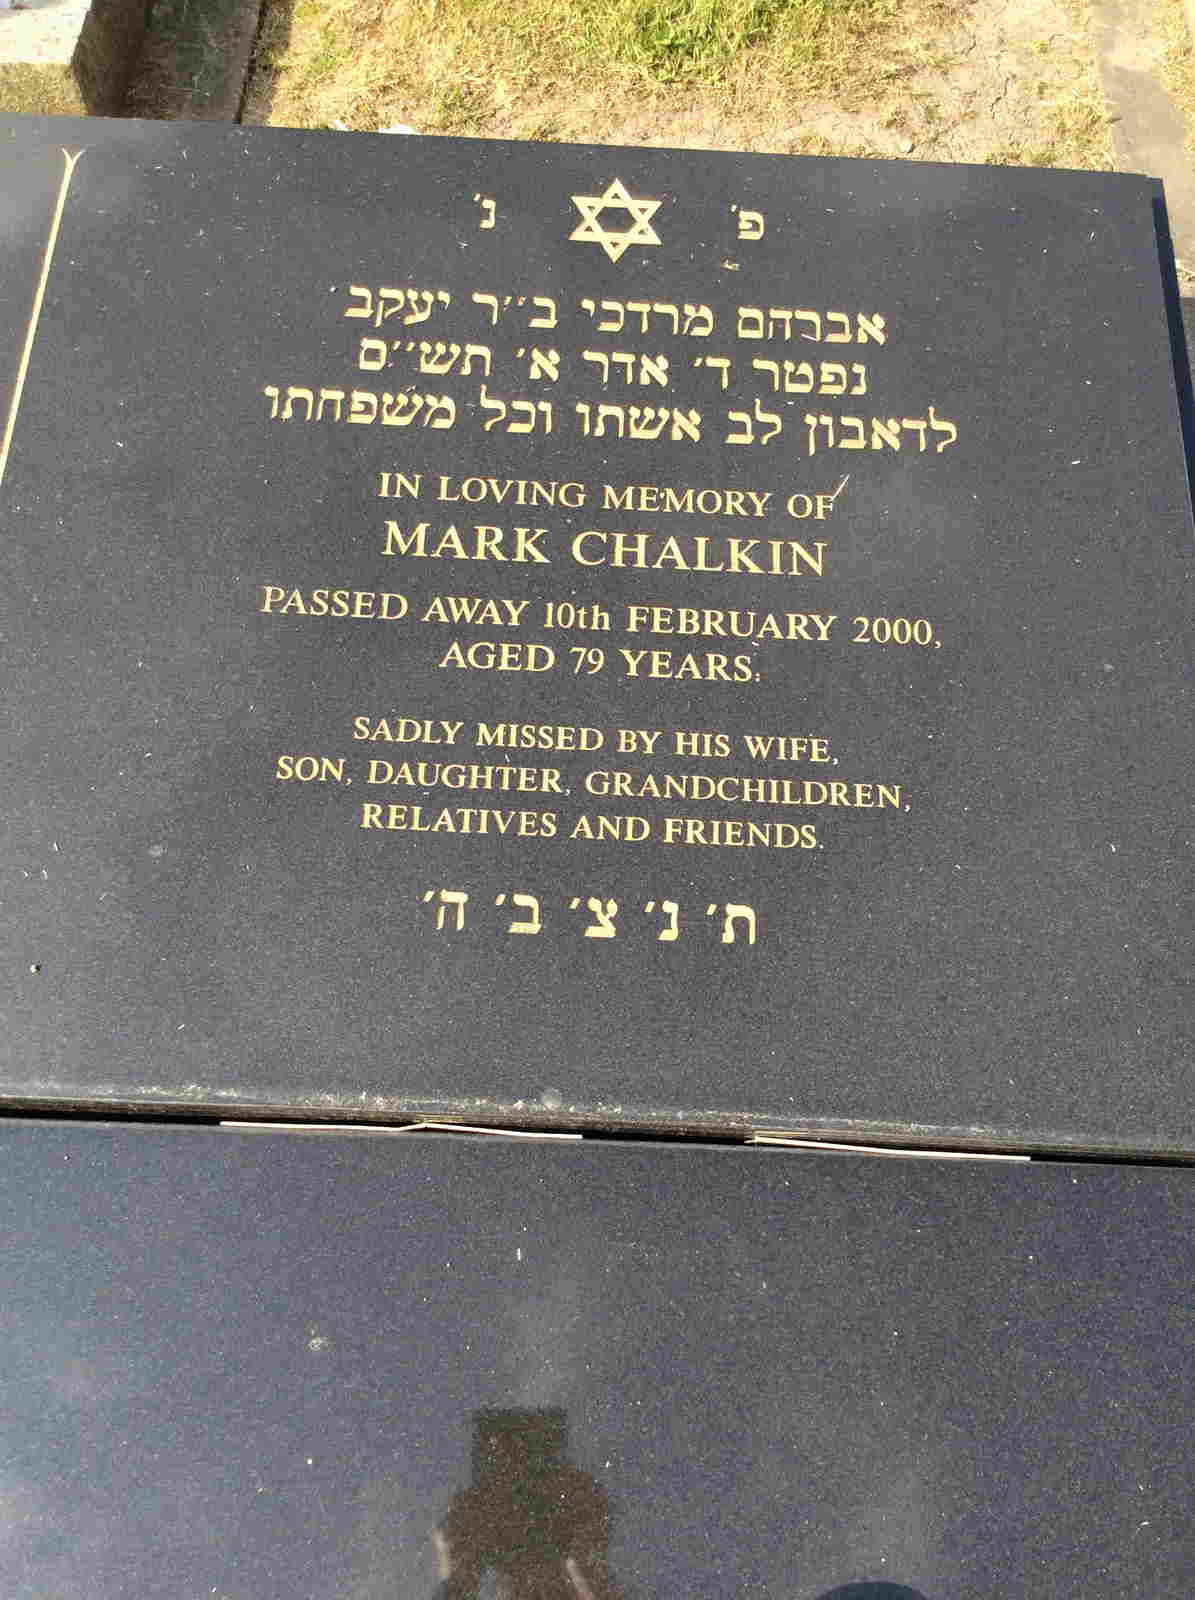 פ׳ נ׳
אברהם מרדכי ב״ר יעקב
נפטר ד׳ אדר א׳ תש״ם
לדאבון לב אשתו וכל משפחתו
IN LOVING MEMORY OF
MARK CHALKIN
PASSED AWAY 10th FEBRUARY 2000,
AGED 79 YEARS.
SADLY MISSED BY HIS WIFE,
SON, DAUGHTER, GRANDCHILDREN,
RELATIVES AND FRIENDS.
ת׳ נ׳ צ׳ ב׳ ה׳